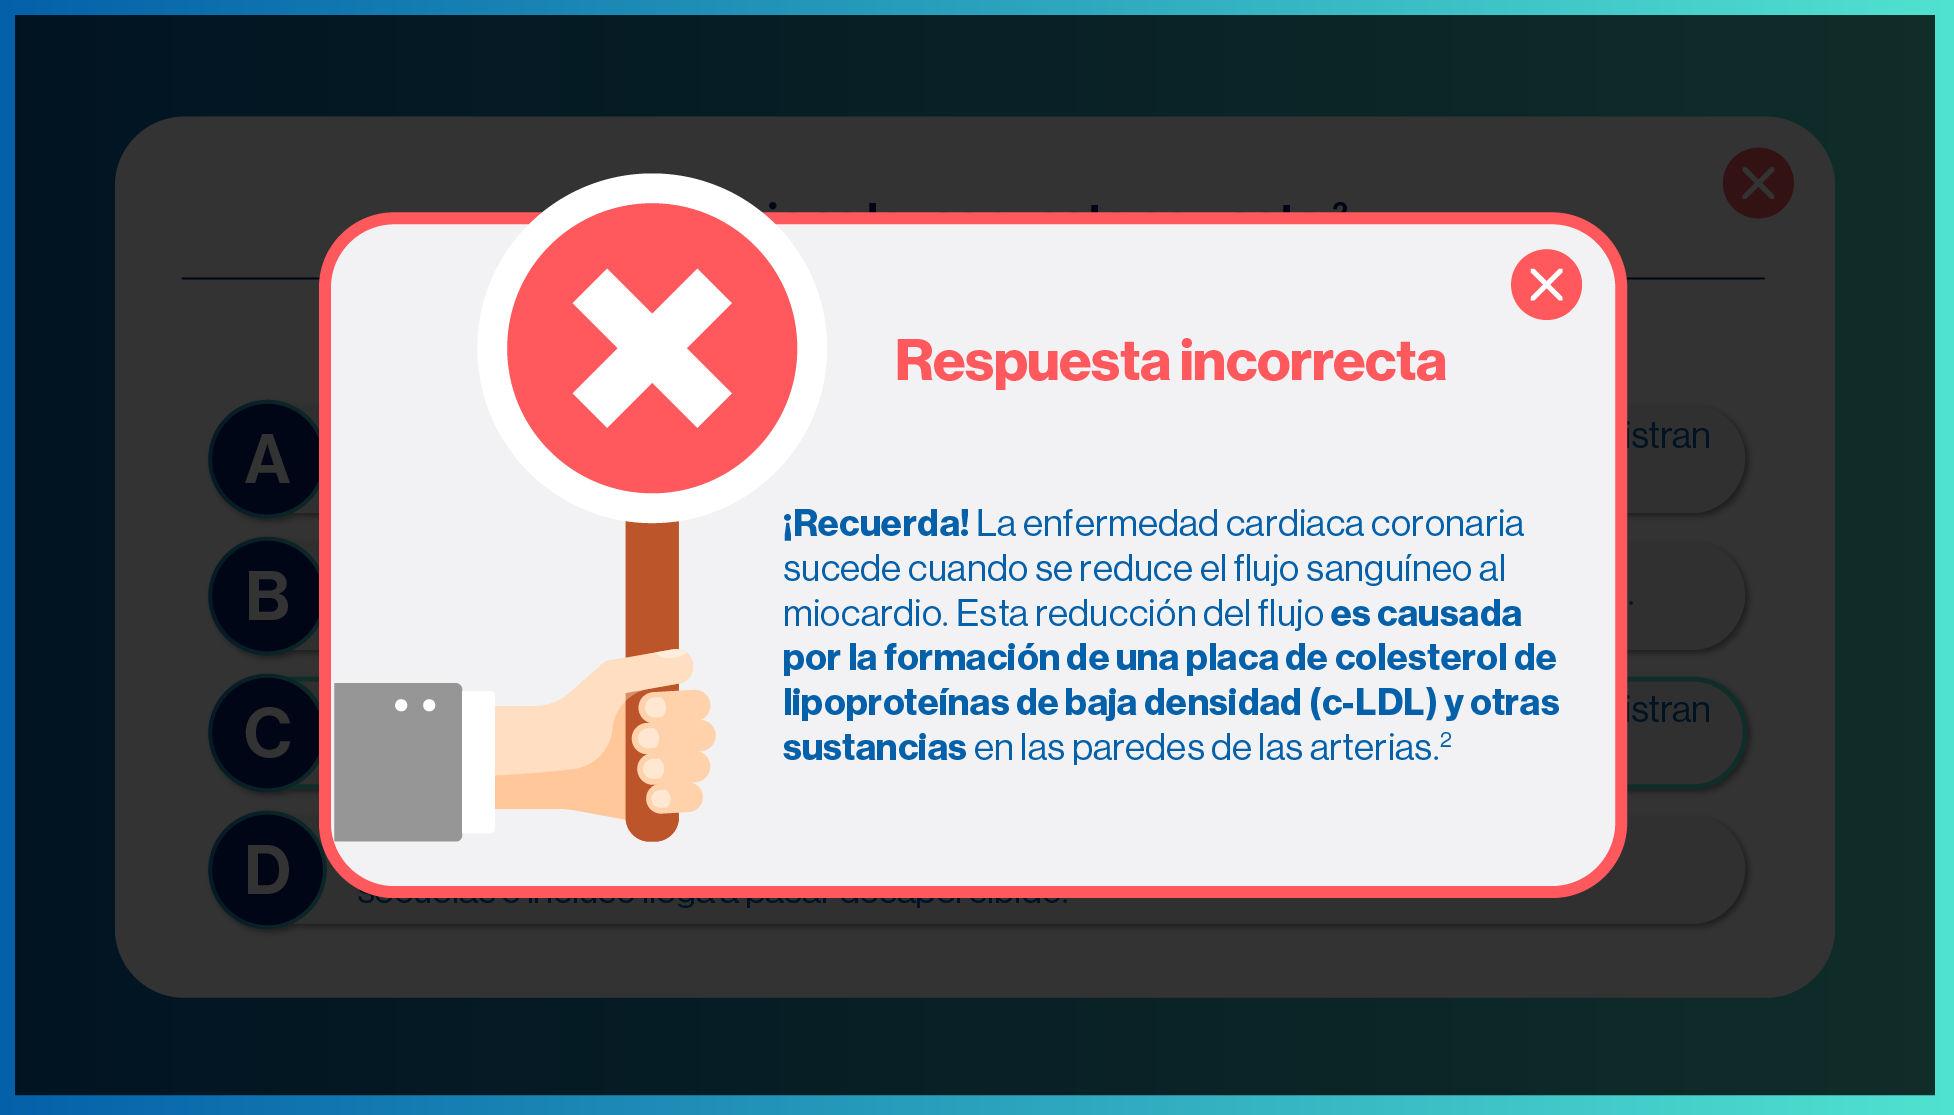 Respuesta incorrecta
¡Recuerda! La enfermedad cardiaca coronaria
sucede cuando se reduce el flujo sanguíneo al
miocardio. Esta reducción del flujo es causada
por la formación de una placa de colesterol de
lipoproteínas de baja densidad (c-LDL) y otras
sustancias en las paredes de las arterias.²
A
istran
B
C
istran
D